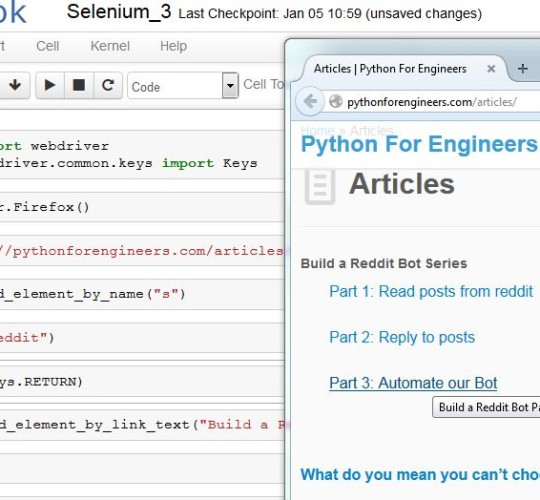 ok Selenium_3 Last Checkpoint: Jan 05 10:59 (unsaved changes)
Cell Kernel Help
Code Cell To
ort webdriver
driver.common.keys import Keys
r.Firefox()
//pythonforengineers.com/articles
d_element_by_name("s")
eddit")
ys.RETURN)
d_element_by_link_text("Build a R
Articles | Python For Engineers
pythonforengineers.com/articles/
Home » Articles
Python For Engineers
Articles
Build a Reddit Bot Series
Part 1: Read posts from reddit
Part 2: Reply to posts
Part 3: Automate our Bot
Build a Reddit Bot Pa
What do you mean you can’t cho